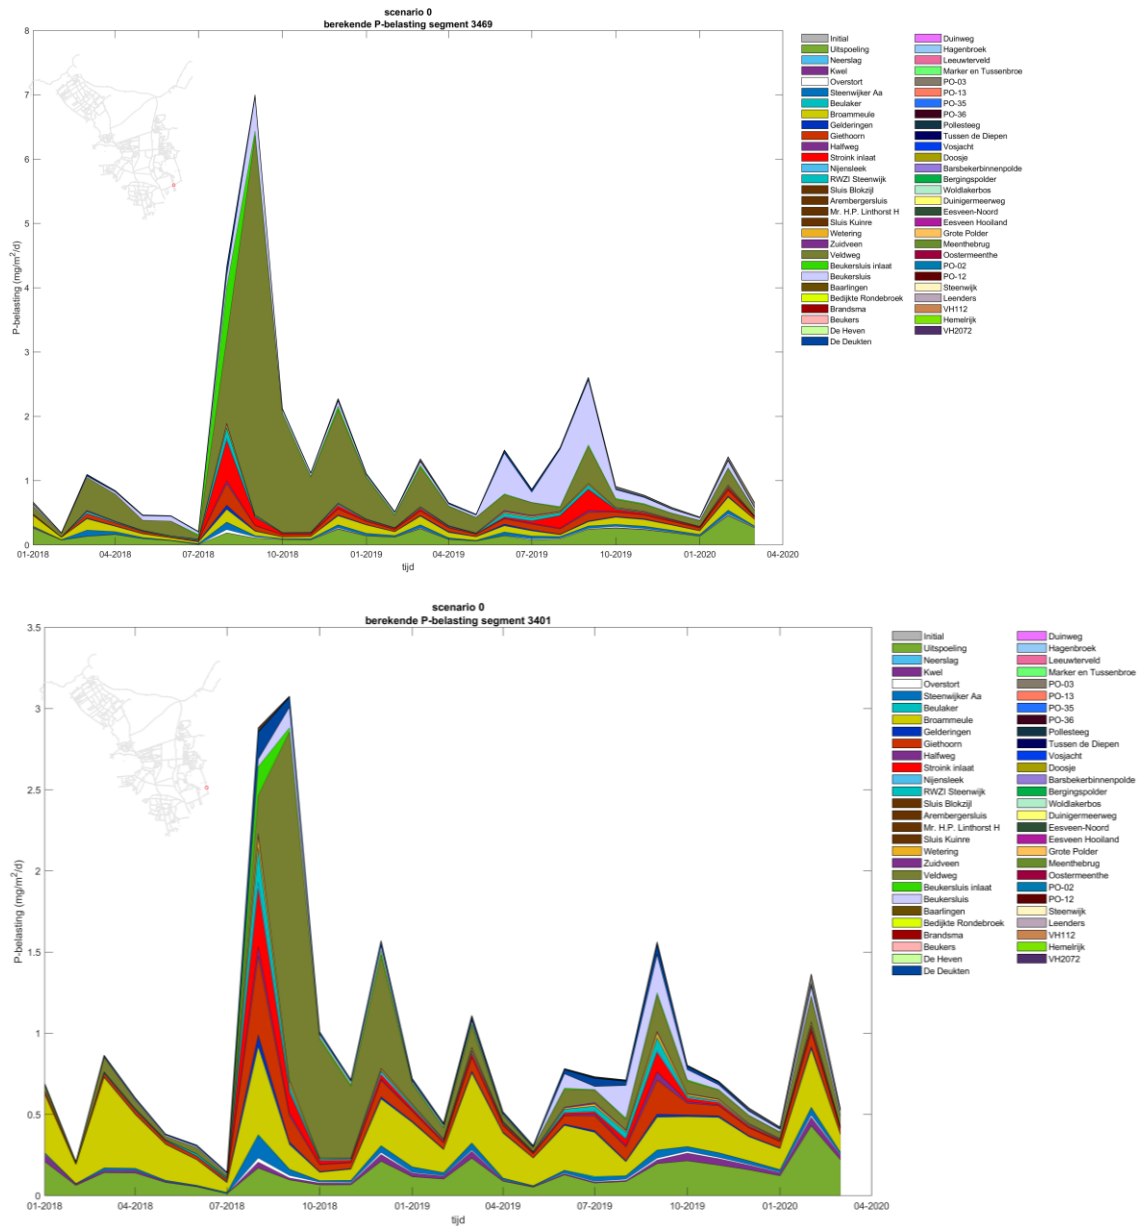 scenario 0
berekende P-belasting segment 3469
8
7
6
5
4
3
2
1
0
P-belasting (mg/m²/d)
01-2018 04-2018 07-2018 10-2018 01-2019 04-2019 07-2019 10-2019 01-2020 04-2020
tijd
Initial
Uitspoeling
Neerslag
Kwel
Overstort
Steenwijker Aa
Beulaker
Broammeule
Gelderingen
Giethoorn
Halfweg
Stroink inlaat
Nijensleek
RWZI Steenwijk
Sluis Blokzijl
Arembergersluis
Mr. H.P. Linthorst H
Sluis Kuinre
Wetering
Zuidveen
Veldweg
Beukersluis inlaat
Beukersluis
Baarlingen
Bedijkte Rondebroek
Brandsma
Beukers
De Heven
De Deukten
Duinweg
Hagenbroek
Leeuwterveld
Marker en Tussenbroe
PO-03
PO-13
PO-35
PO-36
Pollesteeg
Tussen de Diepen
Vosjacht
Doosje
Barsbekerbinnenpolde
Bergingspolder
Woldlakerbos
Duinigermeerweg
Eesveen-Noord
Eesveen Hooiland
Grote Polder
Meenthebrug
Oostermeenthe
PO-02
PO-12
Steenwijk
Leenders
VH112
Hemelrijk
VH2072
scenario 0
berekende P-belasting segment 3401
3.5
3
2.5
2
1.5
1
0.5
0
P-belasting (mg/m²/d)
01-2018 04-2018 07-2018 10-2018 01-2019 04-2019 07-2019 10-2019 01-2020 04-2020
tijd
Initial
Uitspoeling
Neerslag
Kwel
Overstort
Steenwijker Aa
Beulaker
Broammeule
Gelderingen
Giethoorn
Halfweg
Stroink inlaat
Nijensleek
RWZI Steenwijk
Sluis Blokzijl
Arembergersluis
Mr. H.P. Linthorst H
Sluis Kuinre
Wetering
Zuidveen
Veldweg
Beukersluis inlaat
Beukersluis
Baarlingen
Bedijkte Rondebroek
Brandsma
Beukers
De Heven
De Deukten
Duinweg
Hagenbroek
Leeuwterveld
Marker en Tussenbroe
PO-03
PO-13
PO-35
PO-36
Pollesteeg
Tussen de Diepen
Vosjacht
Doosje
Barsbekerbinnenpolde
Bergingspolder
Woldlakerbos
Duinigermeerweg
Eesveen-Noord
Eesveen Hooiland
Grote Polder
Meenthebrug
Oostermeenthe
PO-02
PO-12
Steenwijk
Leenders
VH112
Hemelrijk
VH2072